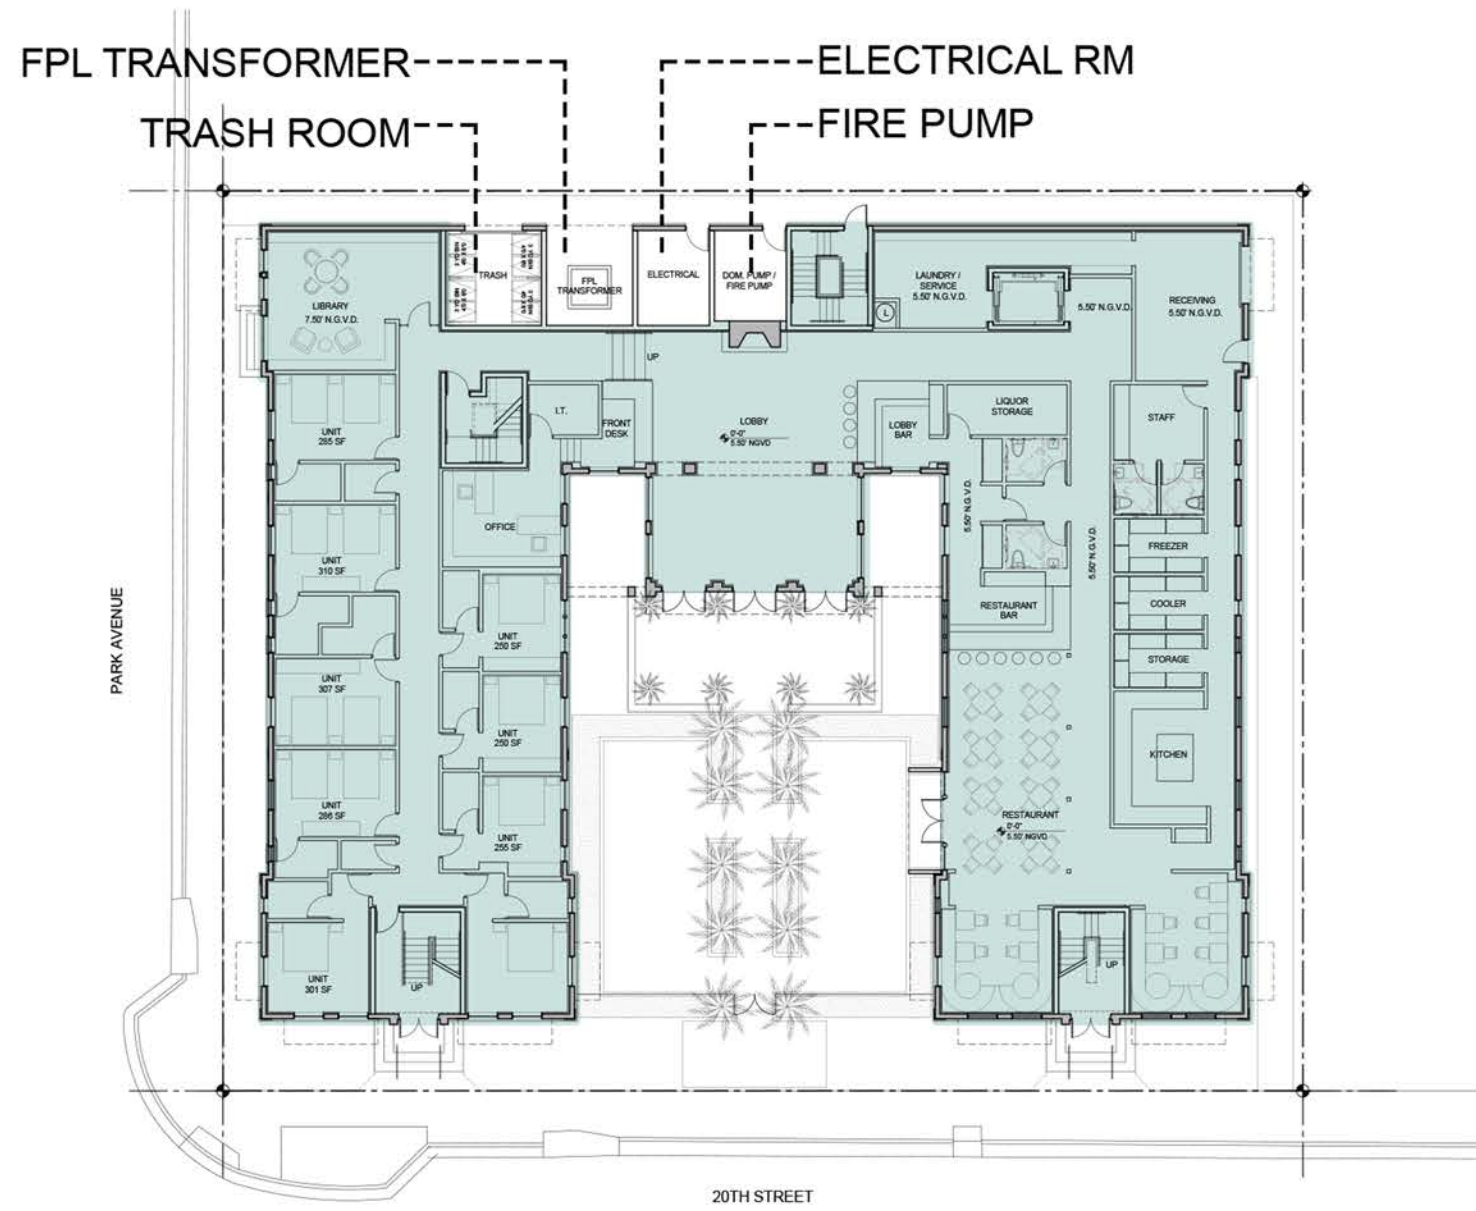 FPL TRANSFORMER
ELECTRICAL RM
TRASH ROOM
FIRE PUMP
TRASH
FPL
TRANSFORMER
ELECTRICAL
DOM. PUMP /
FIRE PUMP
LAUNDRY /
SERVICE
5.50' N.G.V.D.
L
5.50' N.G.V.D.
RECEIVING
5.50' N.G.V.D.
LIBRARY
7.50' N.G.V.D.
UP
UNIT
285 SF
I.T.
FRONT
DESK
LOBBY
0'-0"
5.50' NGVD
LOBBY
BAR
LIQUOR
STORAGE
STAFF
OFFICE
5.50' N.G.V.D.
5.50' N.G.V.D.
FREEZER
UNIT
310 SF
COOLER
RESTAURANT
BAR
UNIT
250 SF
STORAGE
UNIT
307 SF
UNIT
250 SF
KITCHEN
UNIT
286 SF
UNIT
255 SF
RESTAURANT
0'-0"
5.50' NGVD
UNIT
301 SF
UP
UP
PARK AVENUE
20TH STREET